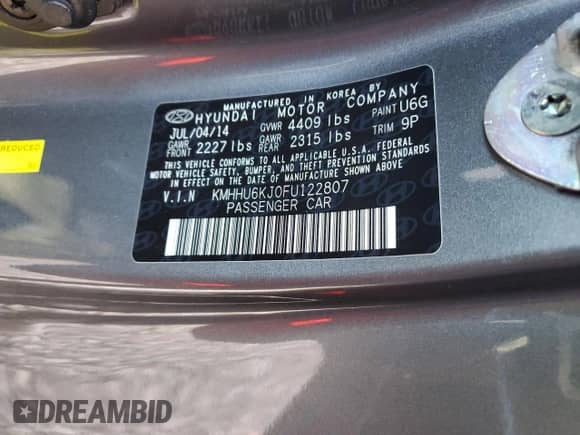 MANUFACTURED IN KOREA BY
HYUNDAI MOTOR COMPANY
JUL/04/14 GVWR 4409 lbs PAINT U6G
GAWR FRONT 2227 lbs GAWR REAR 2315 lbs TRIM 9P
THIS VEHICLE CONFORMS TO ALL APPLICABLE U.S.A. FEDERAL
MOTOR VEHICLE SAFETY, BUMPER, AND THEFT PREVENTION STANDARDS
IN EFFECT ON THE DATE OF MANUFACTURE SHOWN ABOVE.
V.I.N KMHHU6KJ0FU122807
PASSENGER CAR
REDUCED
DREAMBID